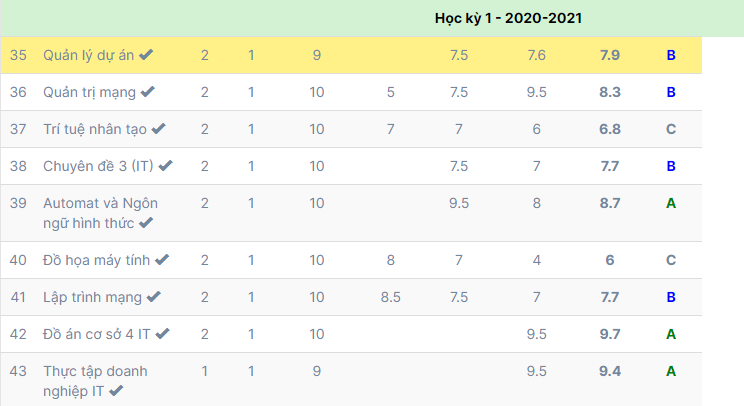 Học kỳ 1 - 2020-2021
35 Quản lý dự án 2 1 9 7.5 7.6 7.9 B
36 Quản trị mạng 2 1 10 5 7.5 9.5 8.3 B
37 Trí tuệ nhân tạo 2 1 10 7 7 6 6.8 C
38 Chuyên đề 3 (IT) 2 1 10 7.5 7 7.7 B
39 Automat và Ngôn 2 1 10 9.5 8 8.7 A
ngữ hình thức
40 Đồ họa máy tính 2 1 10 8 7 4 6 C
41 Lập trình mạng 2 1 10 8.5 7.5 7 7.7 B
42 Đồ án cơ sở 4 IT 2 1 10 9.5 9.7 A
43 Thực tập doanh 1 1 9 9.5 9.4 A
nghiệp IT